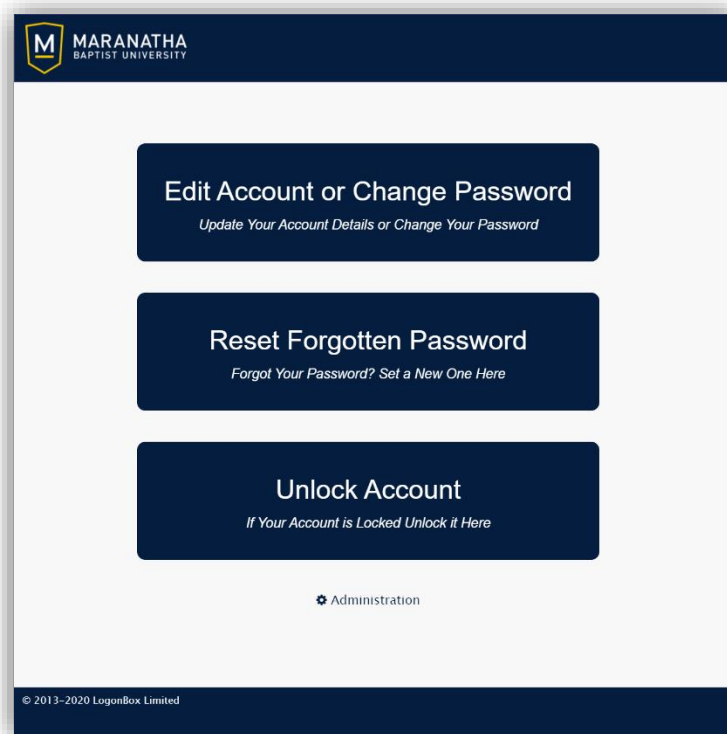 M MARANATHA
BAPTIST UNIVERSITY
Edit Account or Change Password
Update Your Account Details or Change Your Password
Reset Forgotten Password
Forgot Your Password? Set a New One Here
Unlock Account
If Your Account is Locked Unlock it Here
Administration
© 2013-2020 LogonBox Limited